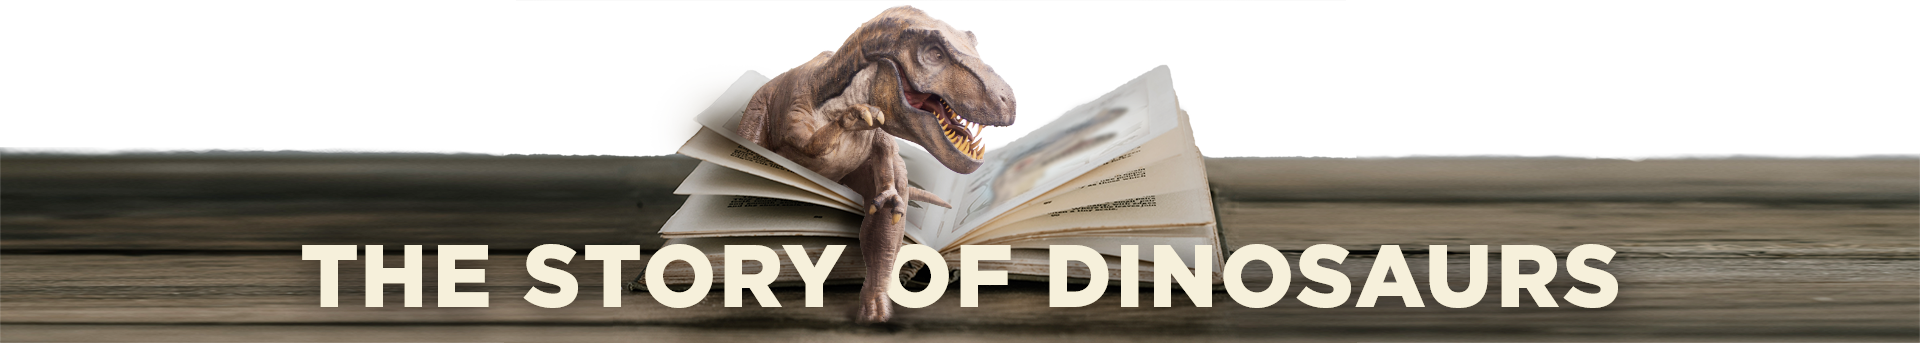 THE STORY OF DINOSAURS